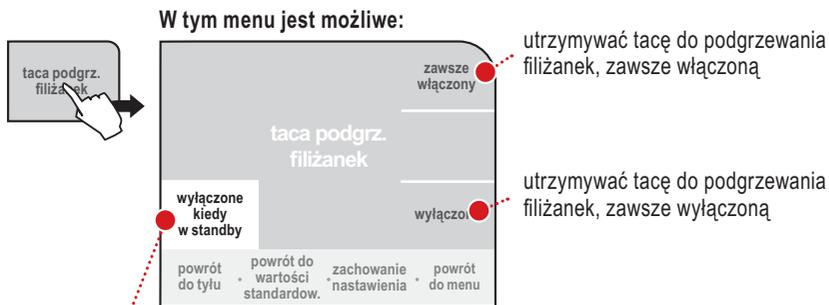 W tym menu jest możliwe:
taca podgrz.
filiżanek
zawsze
włączony
utrzymywać tacę do podgrzewania
filiżanek, zawsze włączoną
taca podgrz.
filiżanek
wyłączone
kiedy
w standby
wyłączony
utrzymywać tacę do podgrzewania
filiżanek, zawsze wyłączoną
powrót
do tyłu
•
powrót do
wartości
standardow.
•
zachowanie
nastawienia
•
powrót
do menu